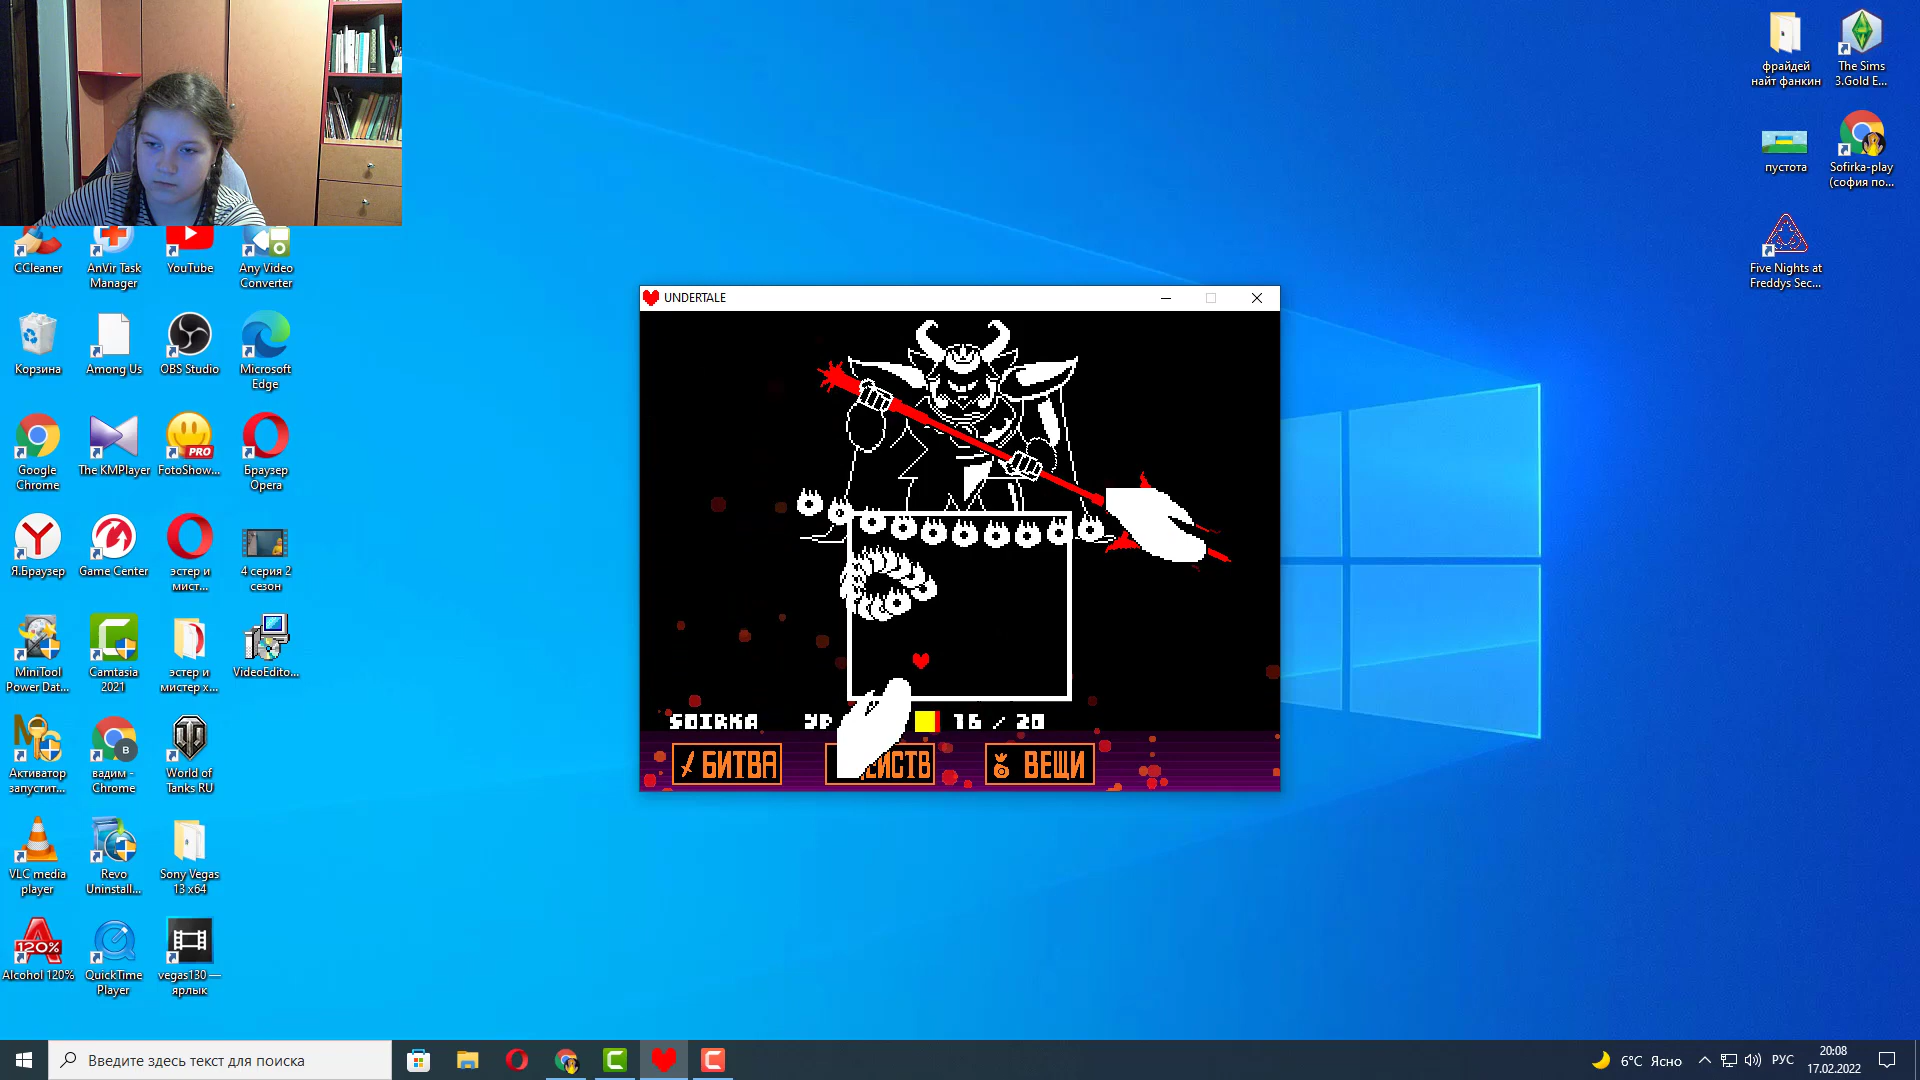 CCleaner
AnVir Task
Manager
YouTube
Any Video
Converter
Корзина
Among Us
OBS Studio
Microsoft
Edge
Google
Chrome
The KMPlayer
PRO
FotoShow...
Браузер
Opera
Я.Браузер
Game Center
эстер и
мист...
4 серия 2
сезон
MiniTool
Power Dat...
Camtasia
2021
эстер и
мистер х...
VideoEdito...
Активатор
запустит...
B
вадим -
Chrome
World of
Tanks RU
VLC media
player
Revo
Uninstall...
Sony Vegas
13 x64
120%
Alcohol 120%
QuickTime
Player
vegas130 —
ярлык
UNDERTALE
SOIRKA УР 16 / 20
БИТВА
ВЕЩИ
фрайдей
найт фанкин
The Sims
3.Gold E...
пустота
Sofirka-play
(софия по...
Five Nights at
Freddys Sec...
Введите здесь текст для поиска
6°C Ясно
РУС
20:08
17.02.2022